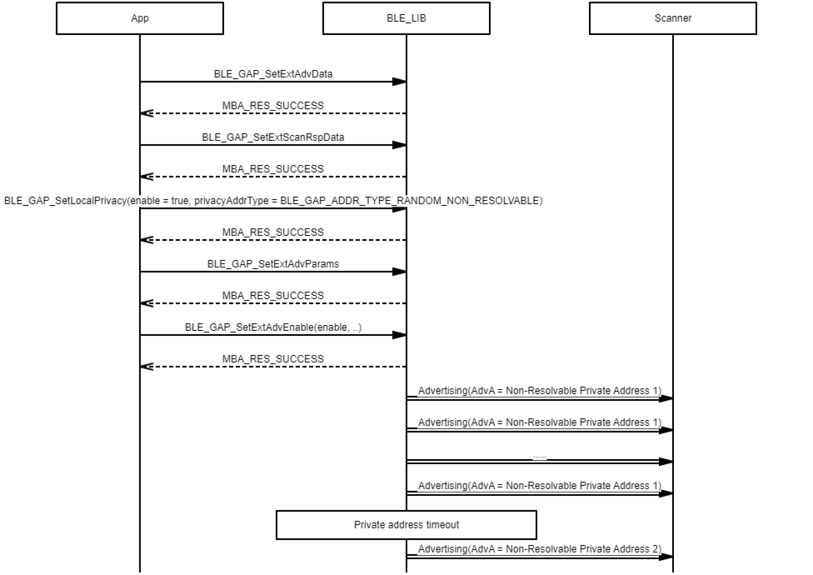 App
BLE_LIB
Scanner
BLE_GAP_SetExtAdvData
MBA_RES_SUCCESS
BLE_GAP_SetExtScanRspData
MBA_RES_SUCCESS
BLE_GAP_SetLocalPrivacy(enable = true, privacyAddrType = BLE_GAP_ADDR_TYPE_RANDOM_NON_RESOLVABLE)
MBA_RES_SUCCESS
BLE_GAP_SetExtAdvParams
MBA_RES_SUCCESS
BLE_GAP_SetExtAdvEnable(enable, ..)
MBA_RES_SUCCESS
Advertising(AdvA = Non-Resolvable Private Address 1)
Advertising(AdvA = Non-Resolvable Private Address 1)
.....
Advertising(AdvA = Non-Resolvable Private Address 1)
Private address timeout
Advertising(AdvA = Non-Resolvable Private Address 2)